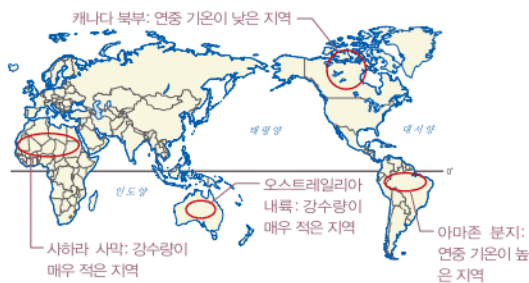 캐나다 북부: 연중 기온이 낮은 지역
태평양
대서양
0°
인도양
오스트레일리아
내륙: 강수량이
매우 적은 지역
사하라 사막: 강수량이
매우 적은 지역
아마존 분지:
연중 기온이 높
은 지역